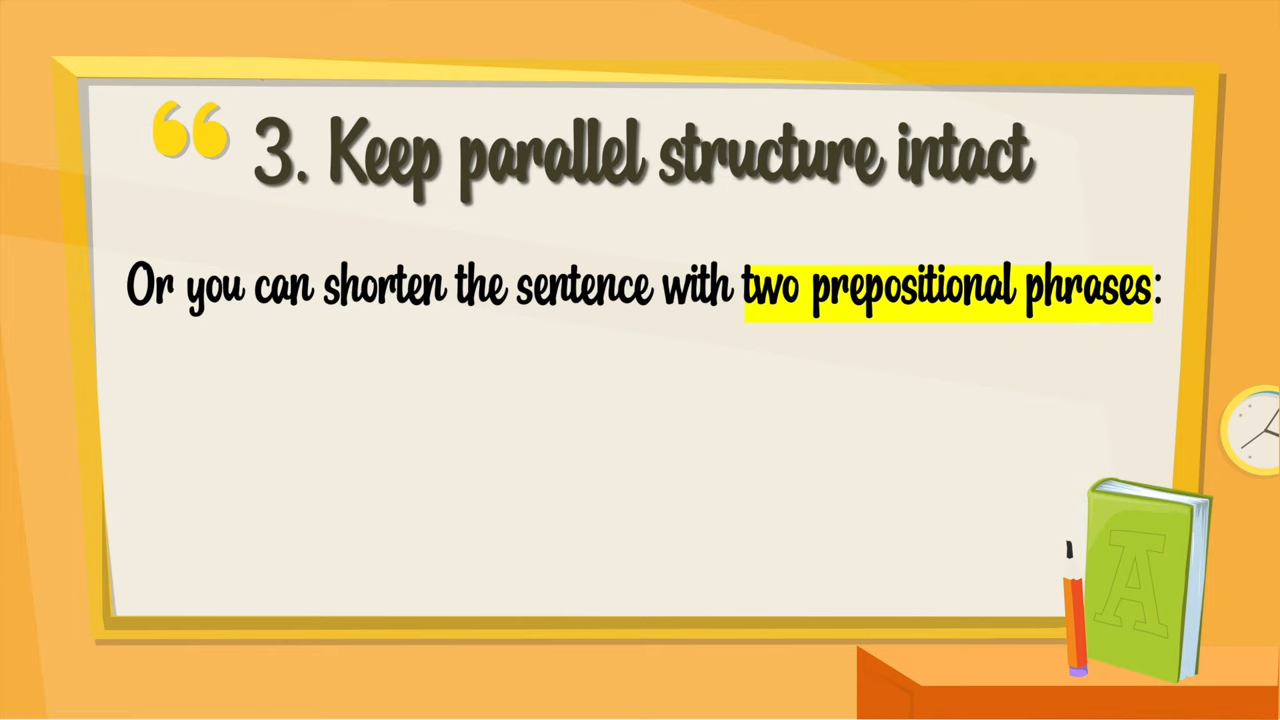 “ 3. Keep parallel structure intact
Or you can shorten the sentence with two prepositional phrases:
A